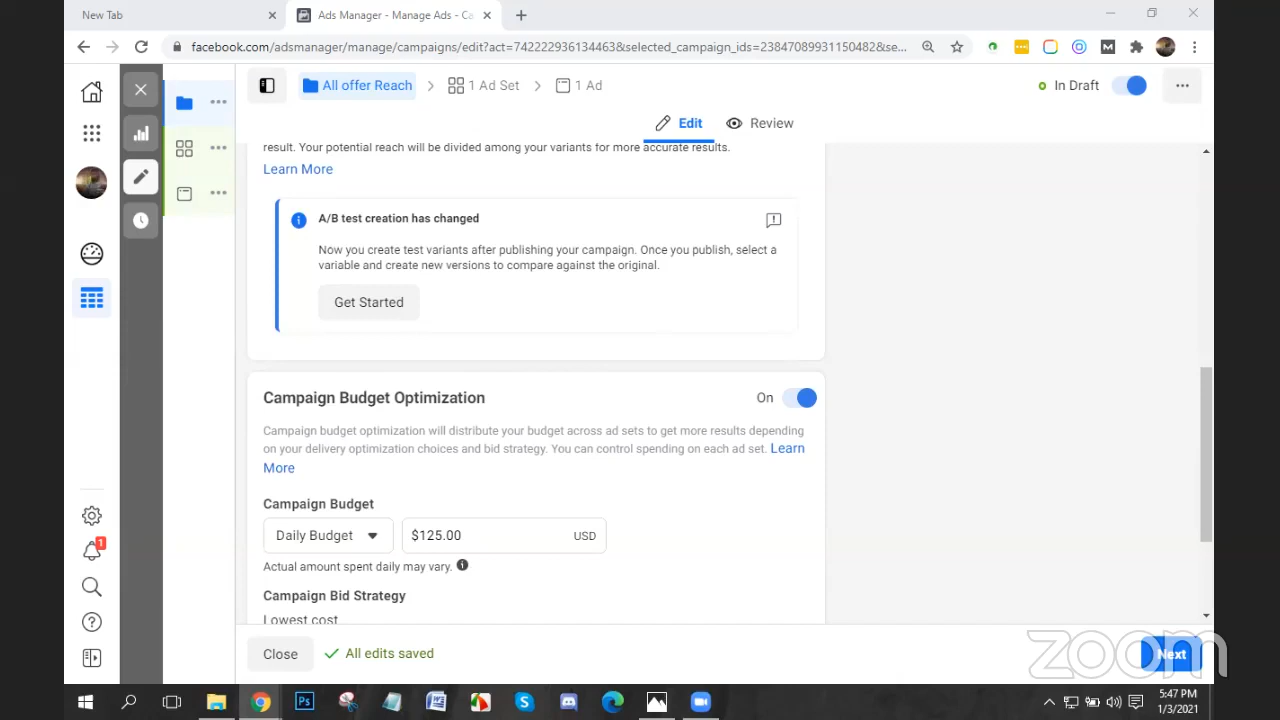 New Tab
Ads Manager - Manage Ads - Ca
facebook.com/adsmanager/manage/campaigns/edit?act=742222936134463&selected_campaign_ids=23847089931150482&se...
All offer Reach
1 Ad Set
1 Ad
In Draft
Edit
Review
result. Your potential reach will be divided among your variants for more accurate results.
Learn More
A/B test creation has changed
Now you create test variants after publishing your campaign. Once you publish, select a
variable and create new versions to compare against the original.
Get Started
Campaign Budget Optimization
On
Campaign budget optimization will distribute your budget across ad sets to get more results depending
on your delivery optimization choices and bid strategy. You can control spending on each ad set. Learn
More
Campaign Budget
Daily Budget
$125.00
USD
Actual amount spent daily may vary.
Campaign Bid Strategy
Lowest cost
1
Close
All edits saved
Next
zoom
5:47 PM
1/3/2021